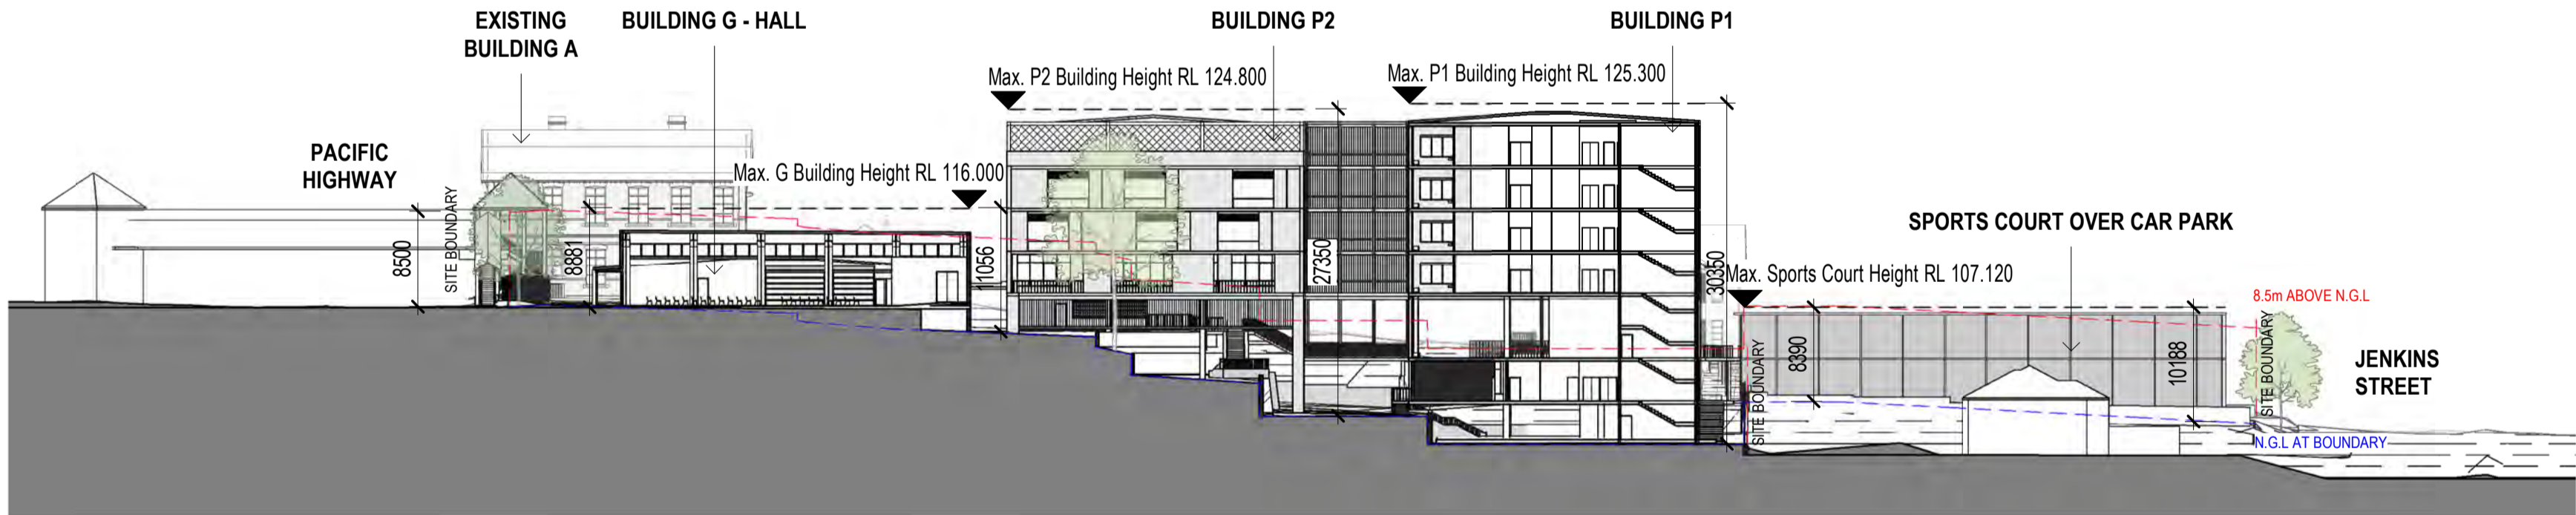 EXISTING
BUILDING A
BUILDING G - HALL
BUILDING P2
BUILDING P1
Max. P2 Building Height RL 124.800
Max. P1 Building Height RL 125.300
PACIFIC
HIGHWAY
Max. G Building Height RL 116.000
SITE BOUNDARY
8500
8881
11056
27350
30350
SPORTS COURT OVER CAR PARK
Max. Sports Court Height RL 107.120
8.5m ABOVE N.G.L
SITE BOUNDARY
8390
10188
SITE BOUNDARY
JENKINS
STREET
N.G.L AT BOUNDARY